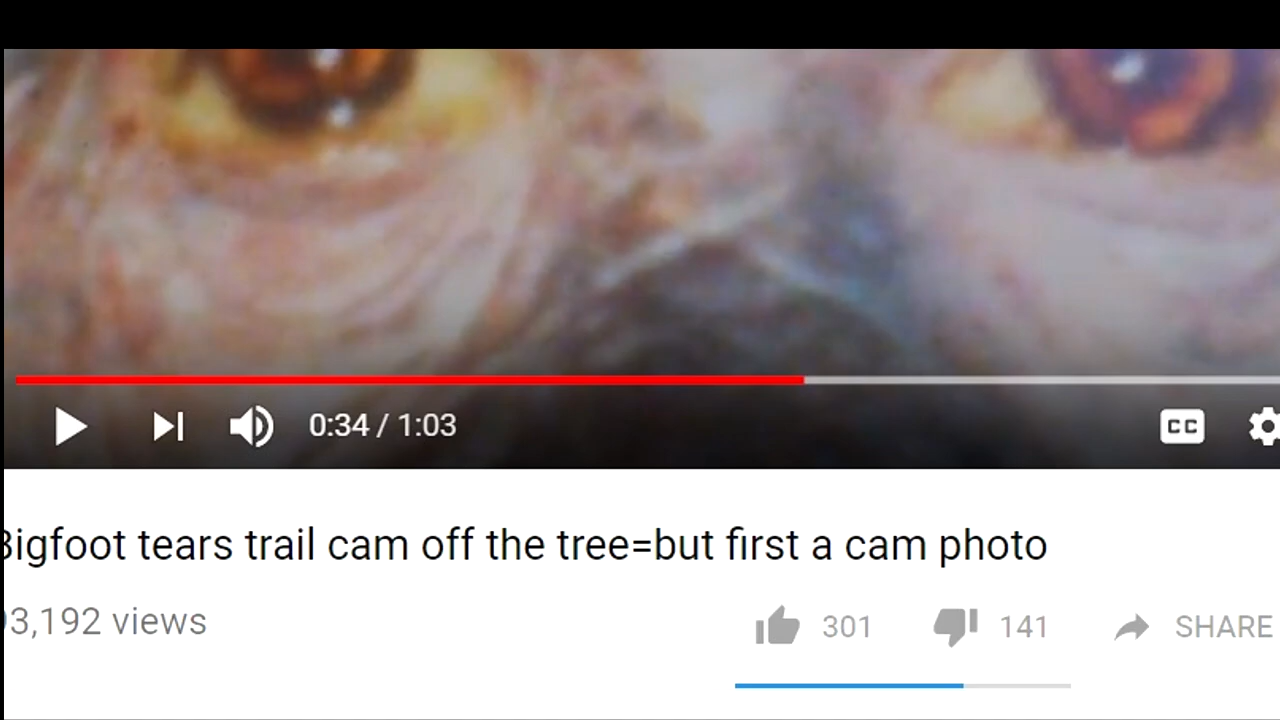 0:34 / 1:03
CC
Bigfoot tears trail cam off the tree=but first a cam photo
3,192 views
301
141
SHARE